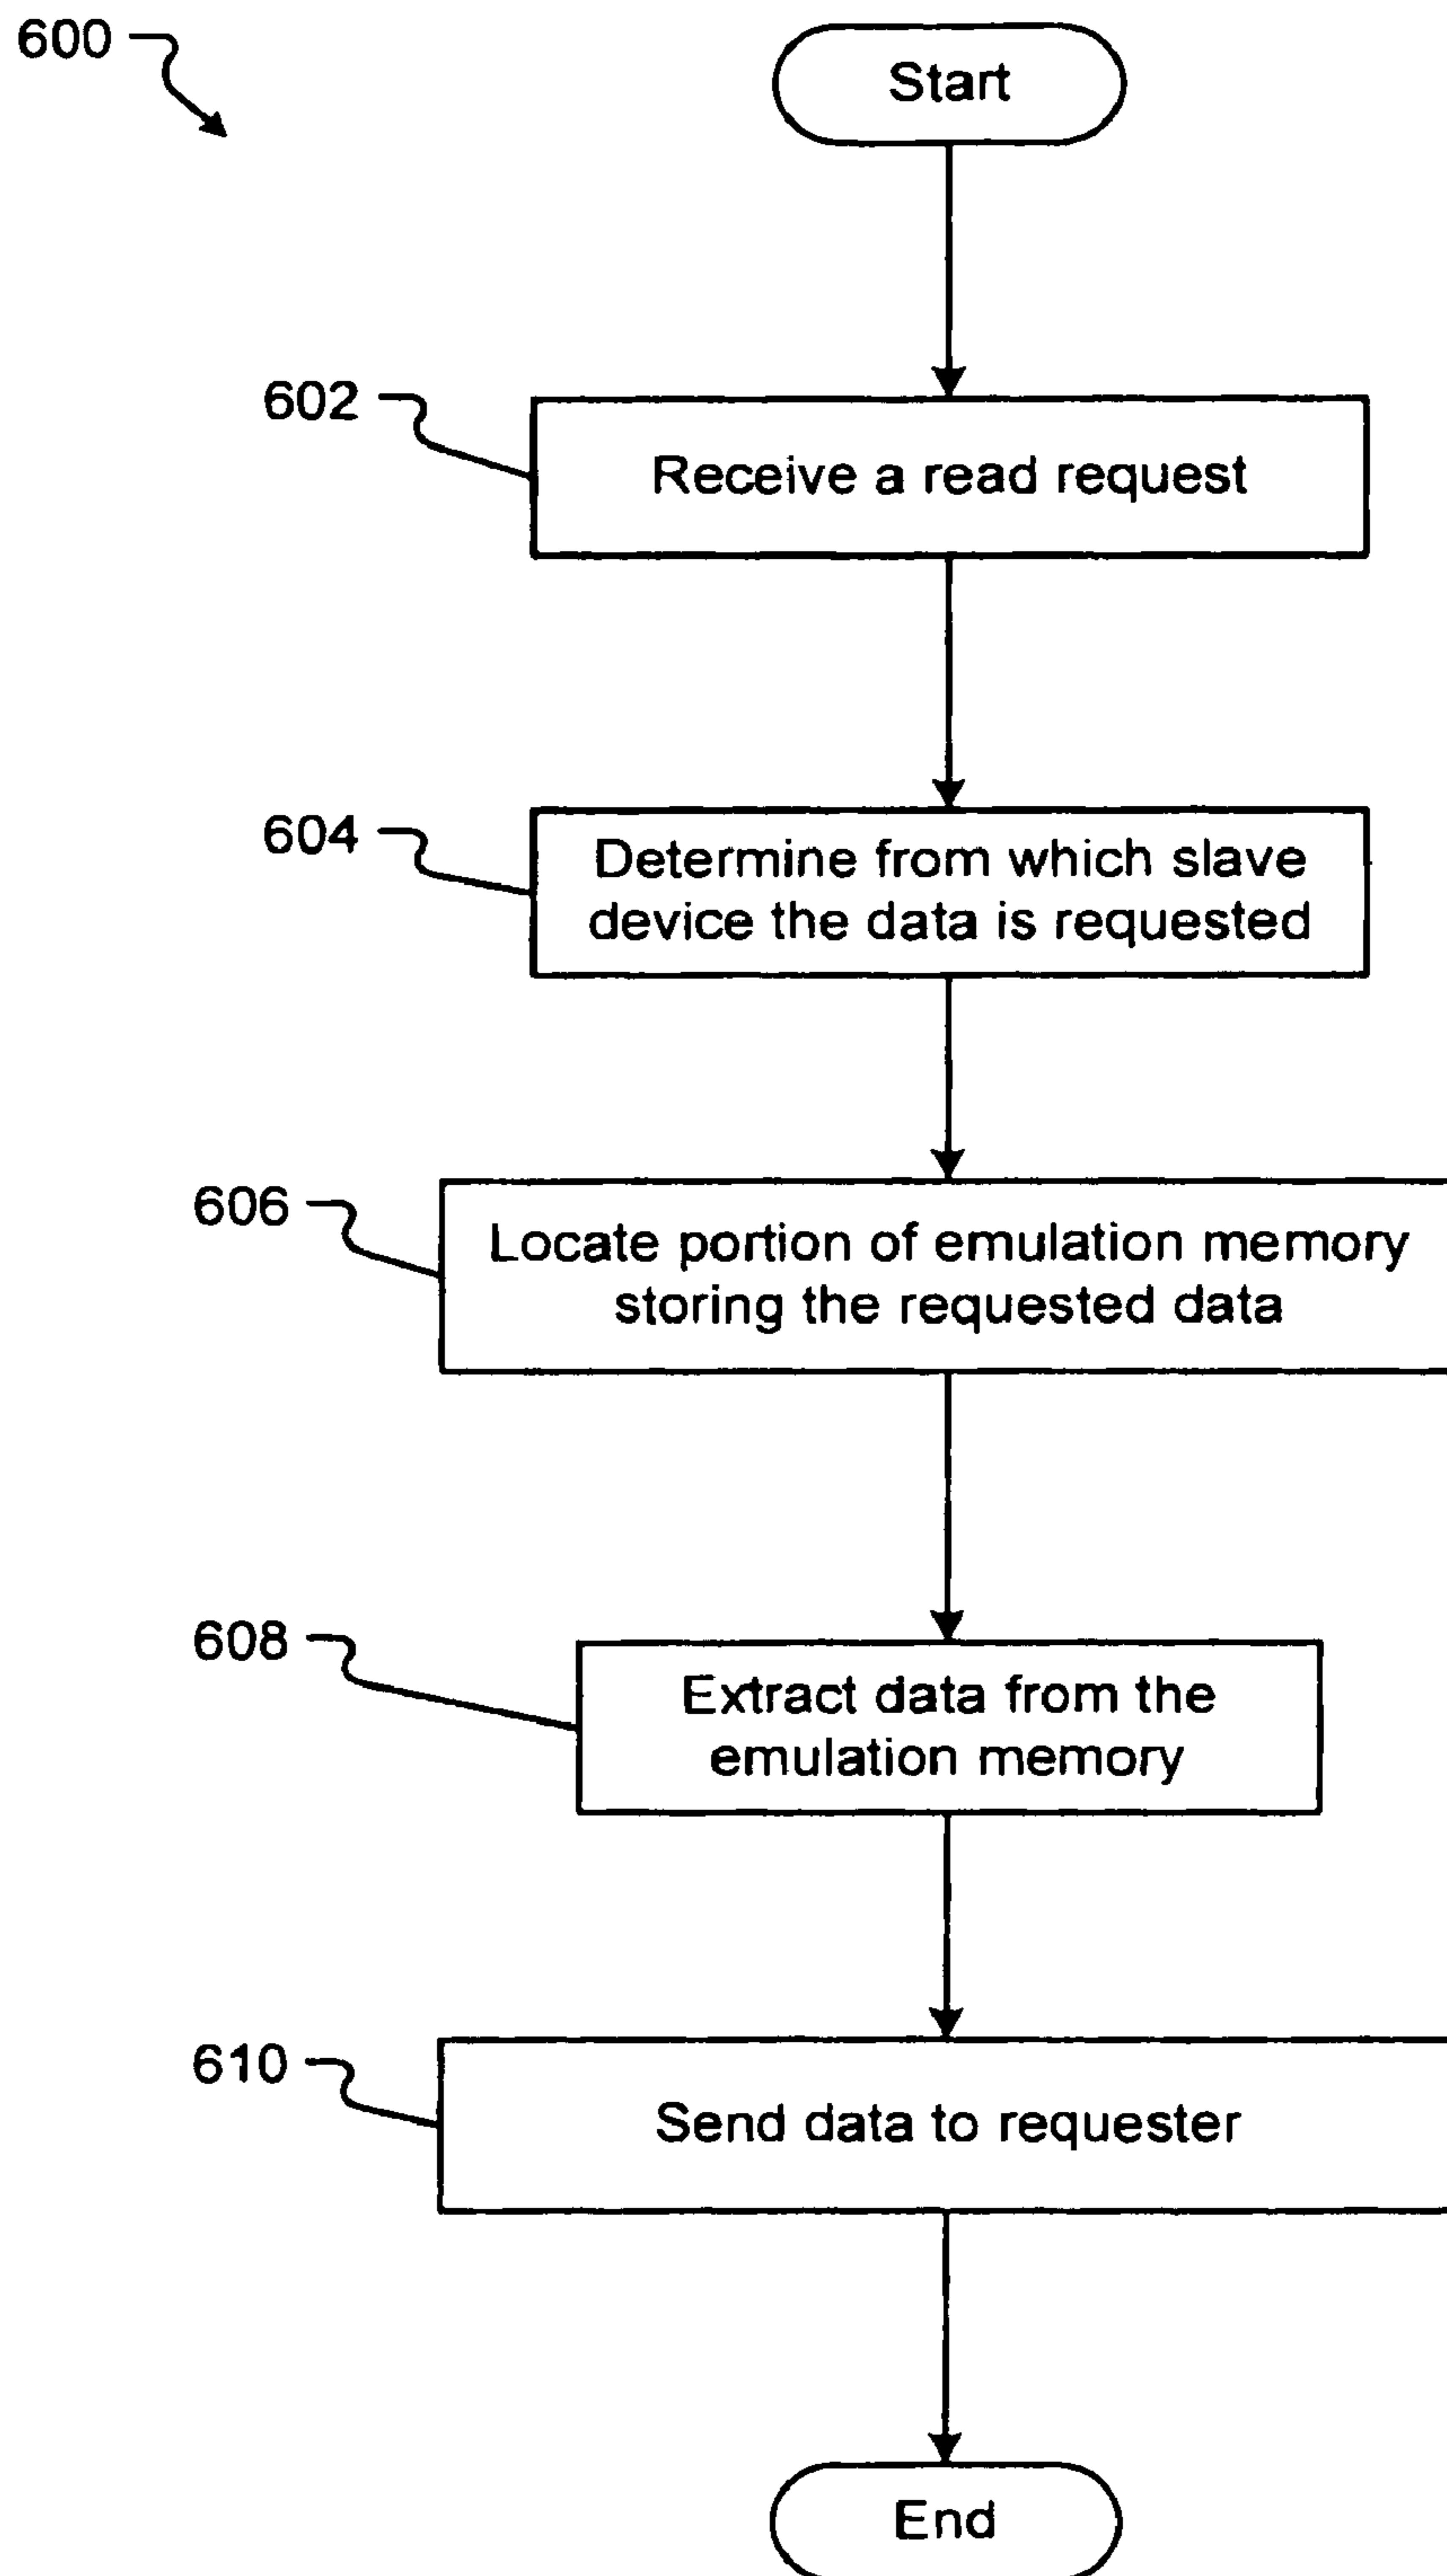 600
Start
602
Receive a read request
604
Determine from which slave
device the data is requested
606
Locate portion of emulation memory
storing the requested data
608
Extract data from the
emulation memory
610
Send data to requester
End